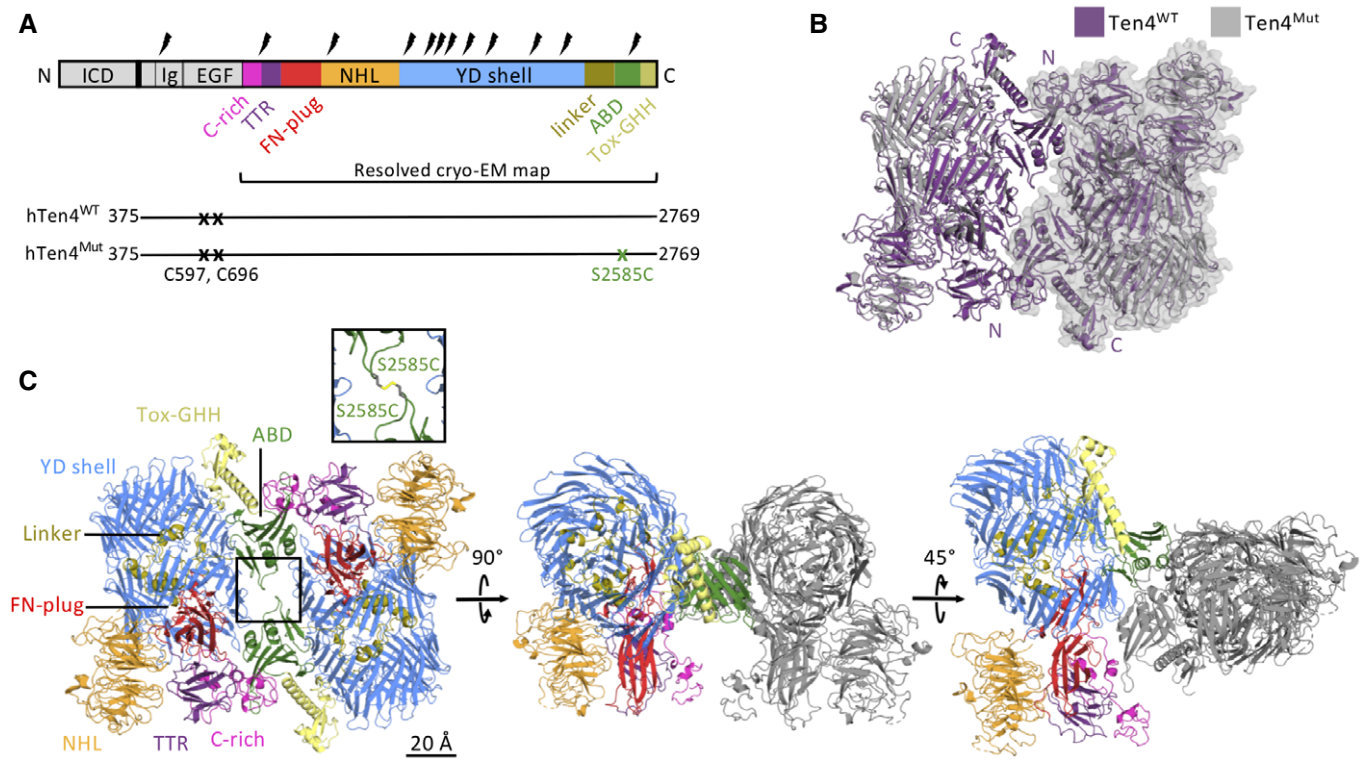 A
N ICD Ig EGF NHL YD shell C
C-rich TTR FN-plug linker ABD Tox-GHH
Resolved cryo-EM map
hTen4WT 375 x x 2769
hTen4Mut 375 x x x 2769
C597, C696 S2585C
B
Ten4WT Ten4Mut
C N
N C
C
S2585C
S2585C
Tox-GHH
ABD
YD shell
Linker
FN-plug
NHL TTR C-rich
20 Å
90°
45°